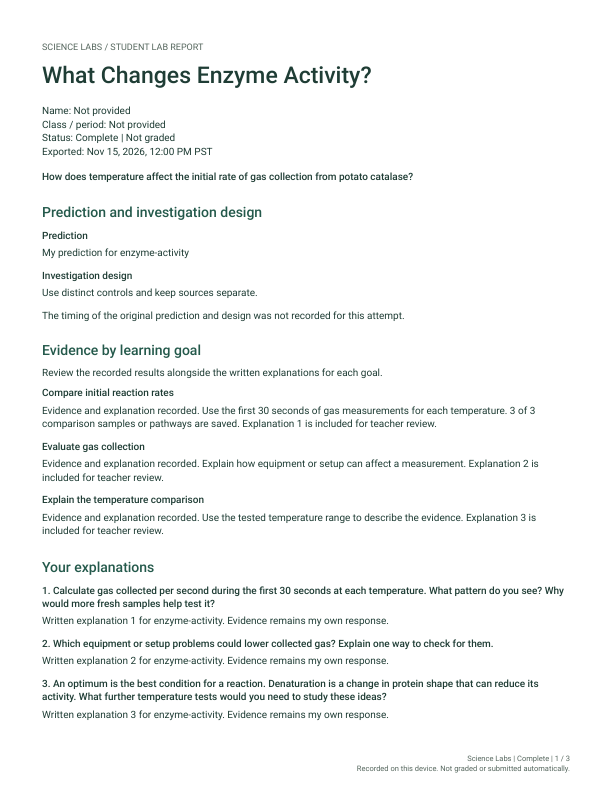 SCIENCE LABS / STUDENT LAB REPORT
What Changes Enzyme Activity?
Name: Not provided
Class / period: Not provided
Status: Complete | Not graded
Exported: Nov 15, 2026, 12:00 PM PST
How does temperature affect the initial rate of gas collection from potato catalase?
Prediction and investigation design
Prediction
My prediction for enzyme-activity
Investigation design
Use distinct controls and keep sources separate.
The timing of the original prediction and design was not recorded for this attempt.
Evidence by learning goal
Review the recorded results alongside the written explanations for each goal.
Compare initial reaction rates
Evidence and explanation recorded. Use the first 30 seconds of gas measurements for each temperature. 3 of 3
comparison samples or pathways are saved. Explanation 1 is included for teacher review.
Evaluate gas collection
Evidence and explanation recorded. Explain how equipment or setup can affect a measurement. Explanation 2 is
included for teacher review.
Explain the temperature comparison
Evidence and explanation recorded. Use the tested temperature range to describe the evidence. Explanation 3 is
included for teacher review.
Your explanations
1. Calculate gas collected per second during the first 30 seconds at each temperature. What pattern do you see? Why
would more fresh samples help test it?
Written explanation 1 for enzyme-activity. Evidence remains my own response.
2. Which equipment or setup problems could lower collected gas? Explain one way to check for them.
Written explanation 2 for enzyme-activity. Evidence remains my own response.
3. An optimum is the best condition for a reaction. Denaturation is a change in protein shape that can reduce its
activity. What further temperature tests would you need to study these ideas?
Written explanation 3 for enzyme-activity. Evidence remains my own response.
Science Labs | Complete | 1 / 3
Recorded on this device. Not graded or submitted automatically.